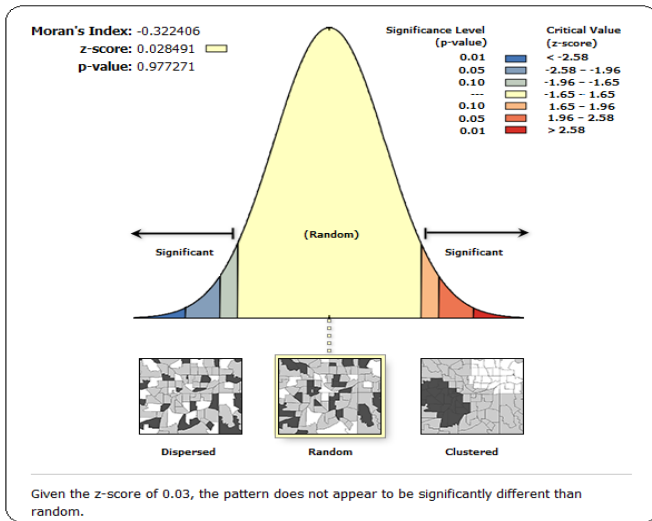 Moran's Index: -0.322406
z-score: 0.028491
p-value: 0.977271
Significance Level
(p-value)
Critical Value
(z-score)
0.01 < -2.58
0.05 -2.58 – -1.96
0.10 -1.96 – -1.65
--- -1.65 – 1.65
0.10 1.65 – 1.96
0.05 1.96 – 2.58
0.01 > 2.58
(Random)
Significant
Significant
Dispersed
Random
Clustered
Given the z-score of 0.03, the pattern does not appear to be significantly different than
random.